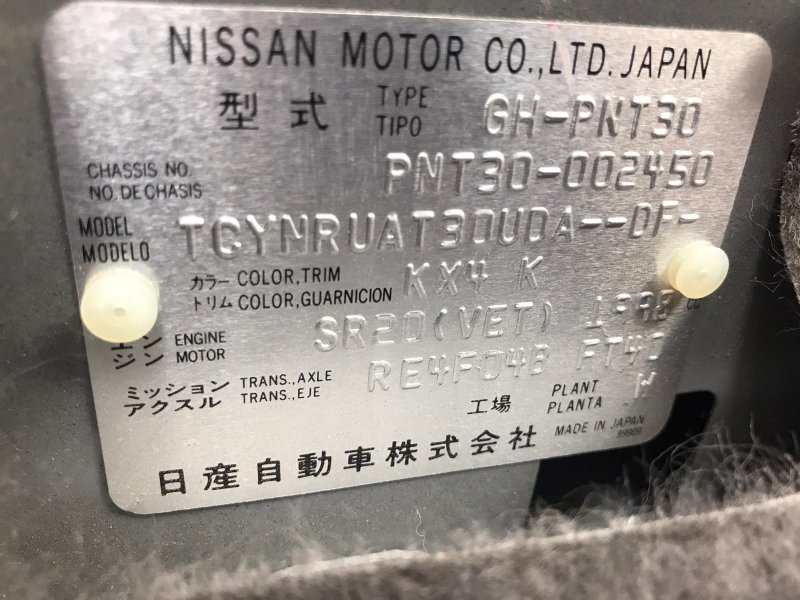 NISSAN MOTOR CO.,LTD. JAPAN
型式 TYPE TIPO GH-PNT30
CHASSIS NO. NO. DE CHASIS PNT30-002450
MODEL MODELO TCYNRUAT30UDA--DF-
カラー COLOR,TRIM トリム COLOR,GUARNICION KX4 K
エンジン ENGINE MOTOR SR20(VET) 1998 cc
ミッション TRANS.,AXLE アクスル TRANS.,EJE RE4F04B FT40
工場 PLANT PLANTA
日産自動車株式会社 MADE IN JAPAN